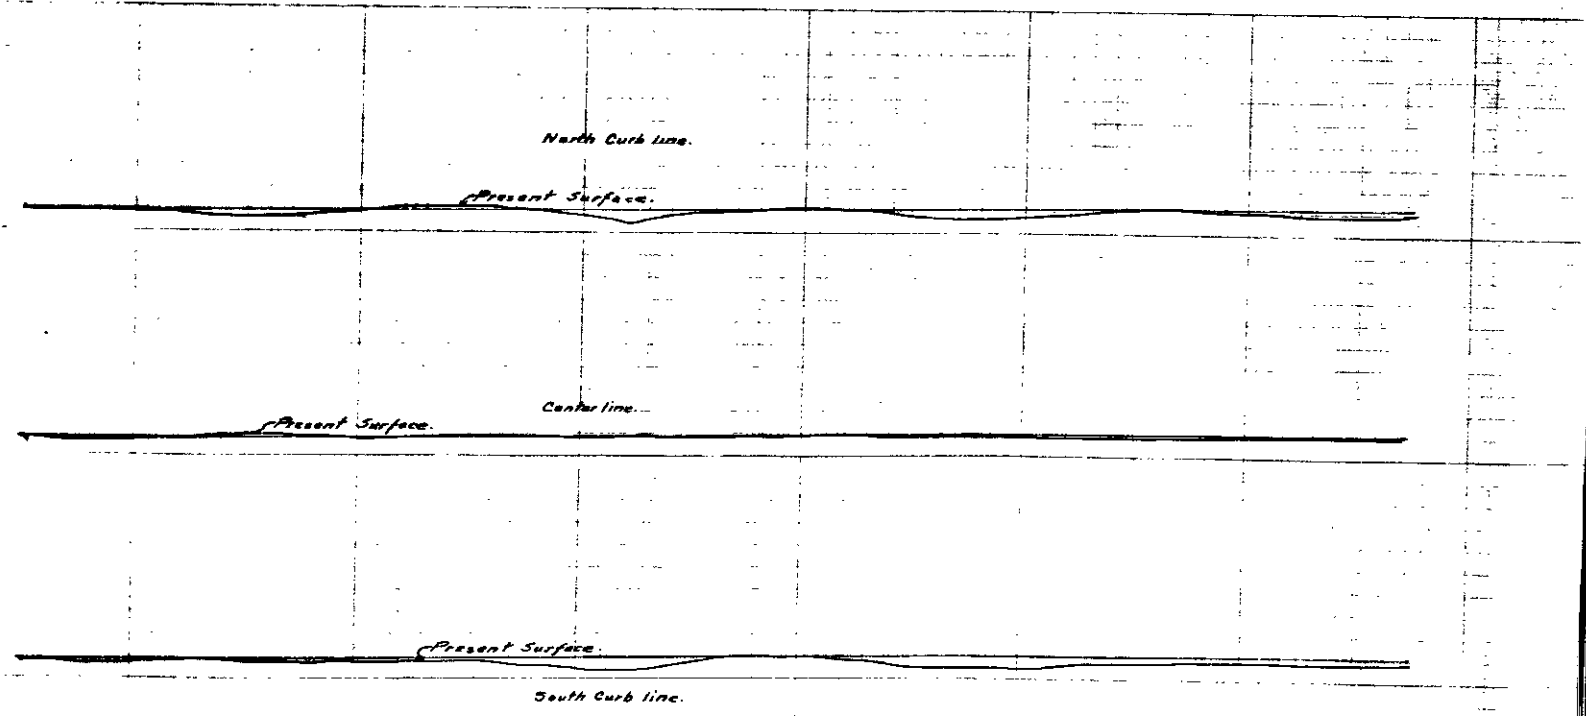 North Curb line.
Present Surface.
Center line.
Present Surface.
Present Surface.
South Curb line.